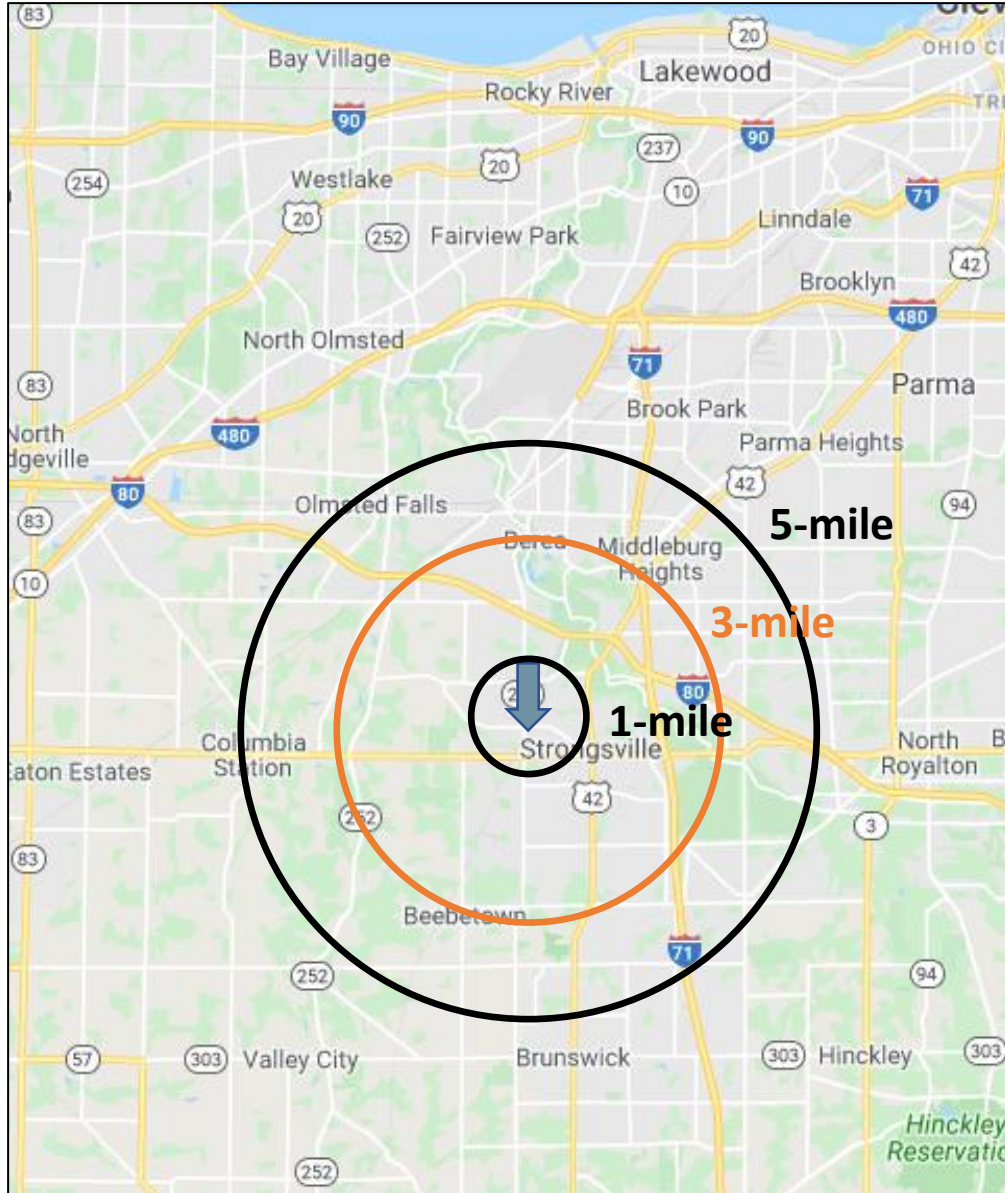 83
Clev
20
OHIO CI
Bay Village
Lakewood
Rocky River
TRE
90
90
237
254
20
10
Westlake
71
20
Linndale
252
Fairview Park
42
Brooklyn
480
North Olmsted
71
83
Parma
Brook Park
480
North
dgeville
Parma Heights
42
80
Olmsted Falls
94
83
5-mile
Berea
Middleburg
Heights
10
3-mile
80
1-mile
Columbia
Station
Strongsville
North
Royalton
B
Eaton Estates
42
252
3
83
Beebetown
71
252
94
57
303
Valley City
Brunswick
303
Hinckley
303
Hinckley
Reservatio
252